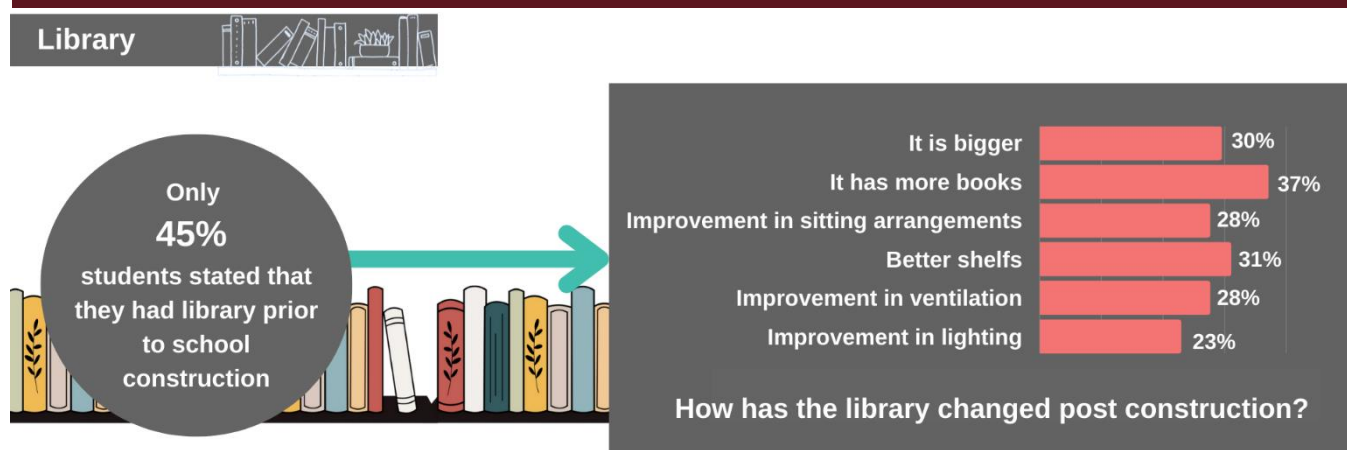 Library
Only
45%
students stated that
they had library prior
to school
construction
It is bigger 30%
It has more books 37%
Improvement in sitting arrangements 28%
Better shelfs 31%
Improvement in ventilation 28%
Improvement in lighting 23%
How has the library changed post construction?